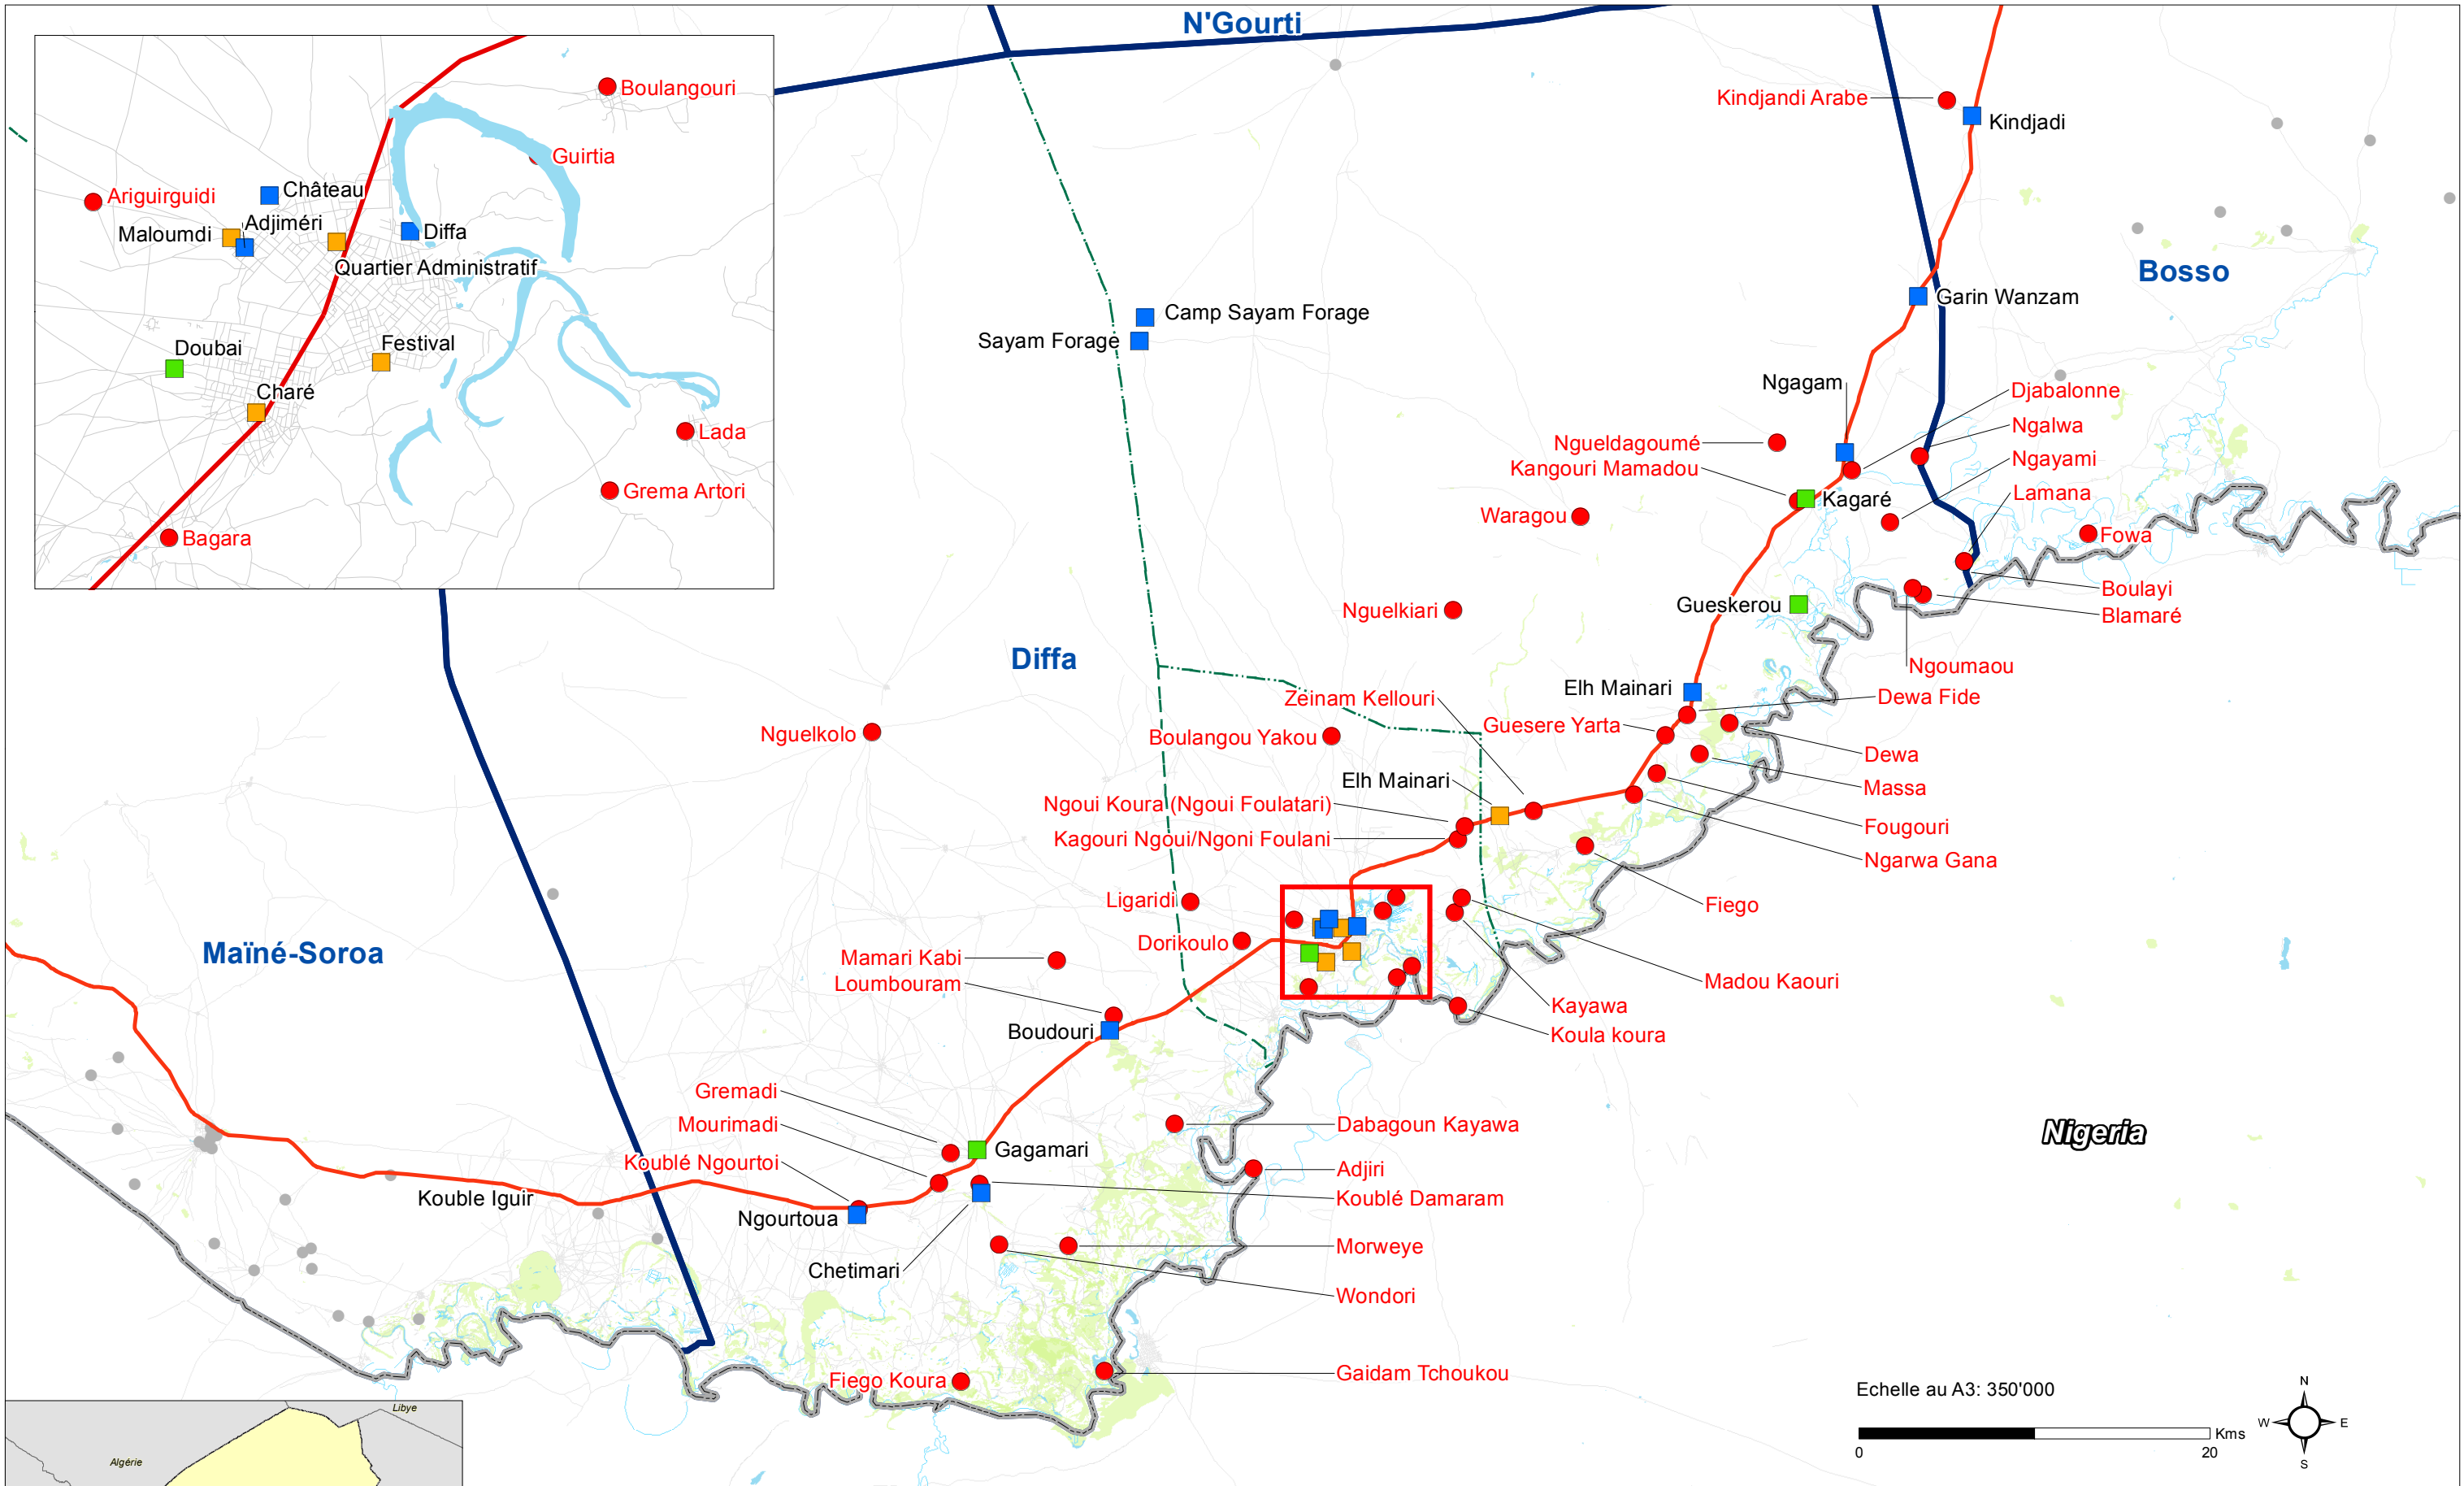 N'Gourti
Boulangouri
Guirtia
Ariguirguidi
Château
Adjiméri
Maloumdi
Diffa
Quartier Administratif
Doubai
Festival
Charé
Lada
Grema Artori
Bagara
Kindjandi Arabe
Kindjadi
Bosso
Garin Wanzam
Camp Sayam Forage
Sayam Forage
Ngagam
Djabalonne
Ngalwa
Ngueldagoumé
Ngayami
Kangouri Mamadou
Lamana
Kagaré
Waragou
Fowa
Boulayi
Gueskerou
Nguelkiari
Blamaré
Diffa
Ngoumaou
Elh Mainari
Zeinam Kellouri
Dewa Fide
Guesere Yarta
Nguelkolo
Boulangou Yakou
Dewa
Elh Mainari
Massa
Ngoui Koura (Ngoui Foulatari)
Fougouri
Kagouri Ngoui/Ngoni Foulani
Ngarwa Gana
Ligaridi
Fiego
Dorikoulo
Maïné-Soroa
Mamari Kabi
Loumbouram
Madou Kaouri
Kayawa
Boudouri
Koula koura
Gremadi
Mourimadi
Dabagoun Kayawa
Nigeria
Gagamari
Koublé Ngourtoi
Adjiri
Kouble Iguir
Koublé Damaram
Ngourtoua
Morweye
Chetimari
Wondori
Gaidam Tchoukou
Fiego Koura
Echelle au A3: 350'000
Kms
0
20
N
W
E
S
Libye
Algérie